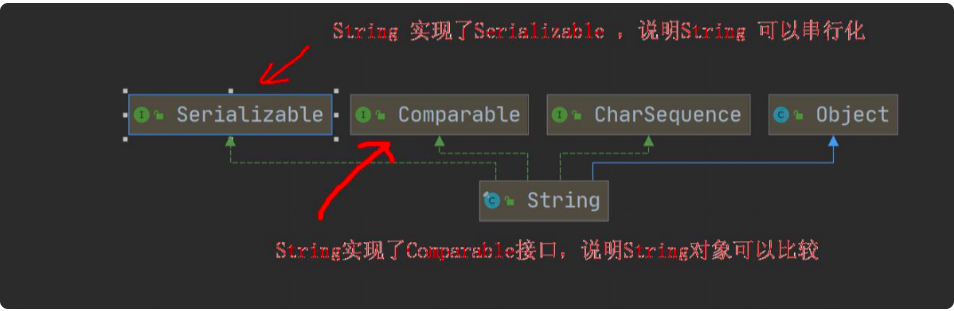 String 实现了Serializable ，说明String 可以串行化
Serializable
Comparable
CharSequence
Object
String
String实现了Comparable接口，说明String对象可以比较